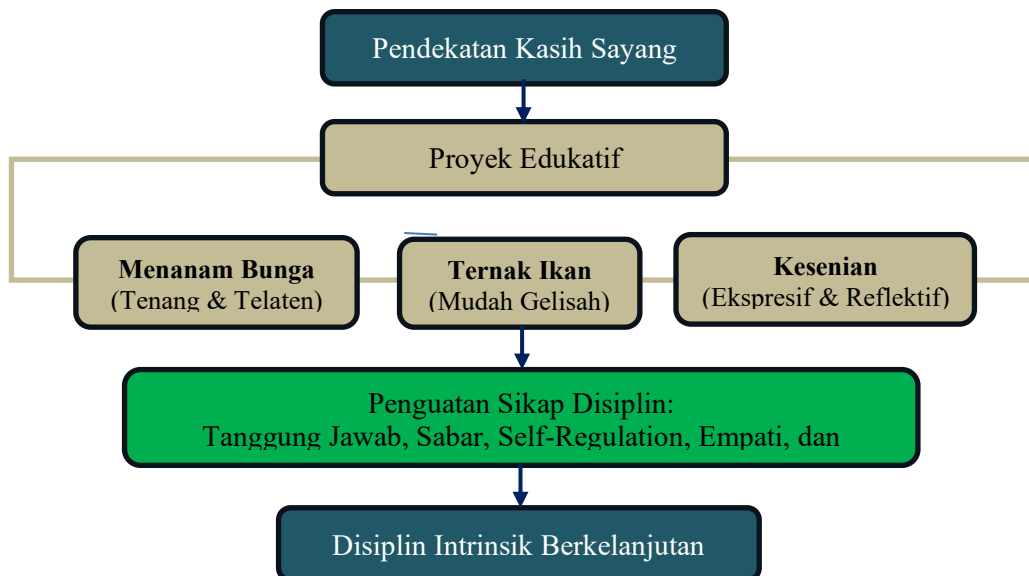 Pendekatan Kasih Sayang
Proyek Edukatif
Menanam Bunga
(Tenang & Telaten)
Ternak Ikan
(Mudah Gelisah)
Kesenian
(Ekspresif & Reflektif)
Penguatan Sikap Disiplin:
Tanggung Jawab, Sabar, Self-Regulation, Empati, dan
Disiplin Intrinsik Berkelanjutan